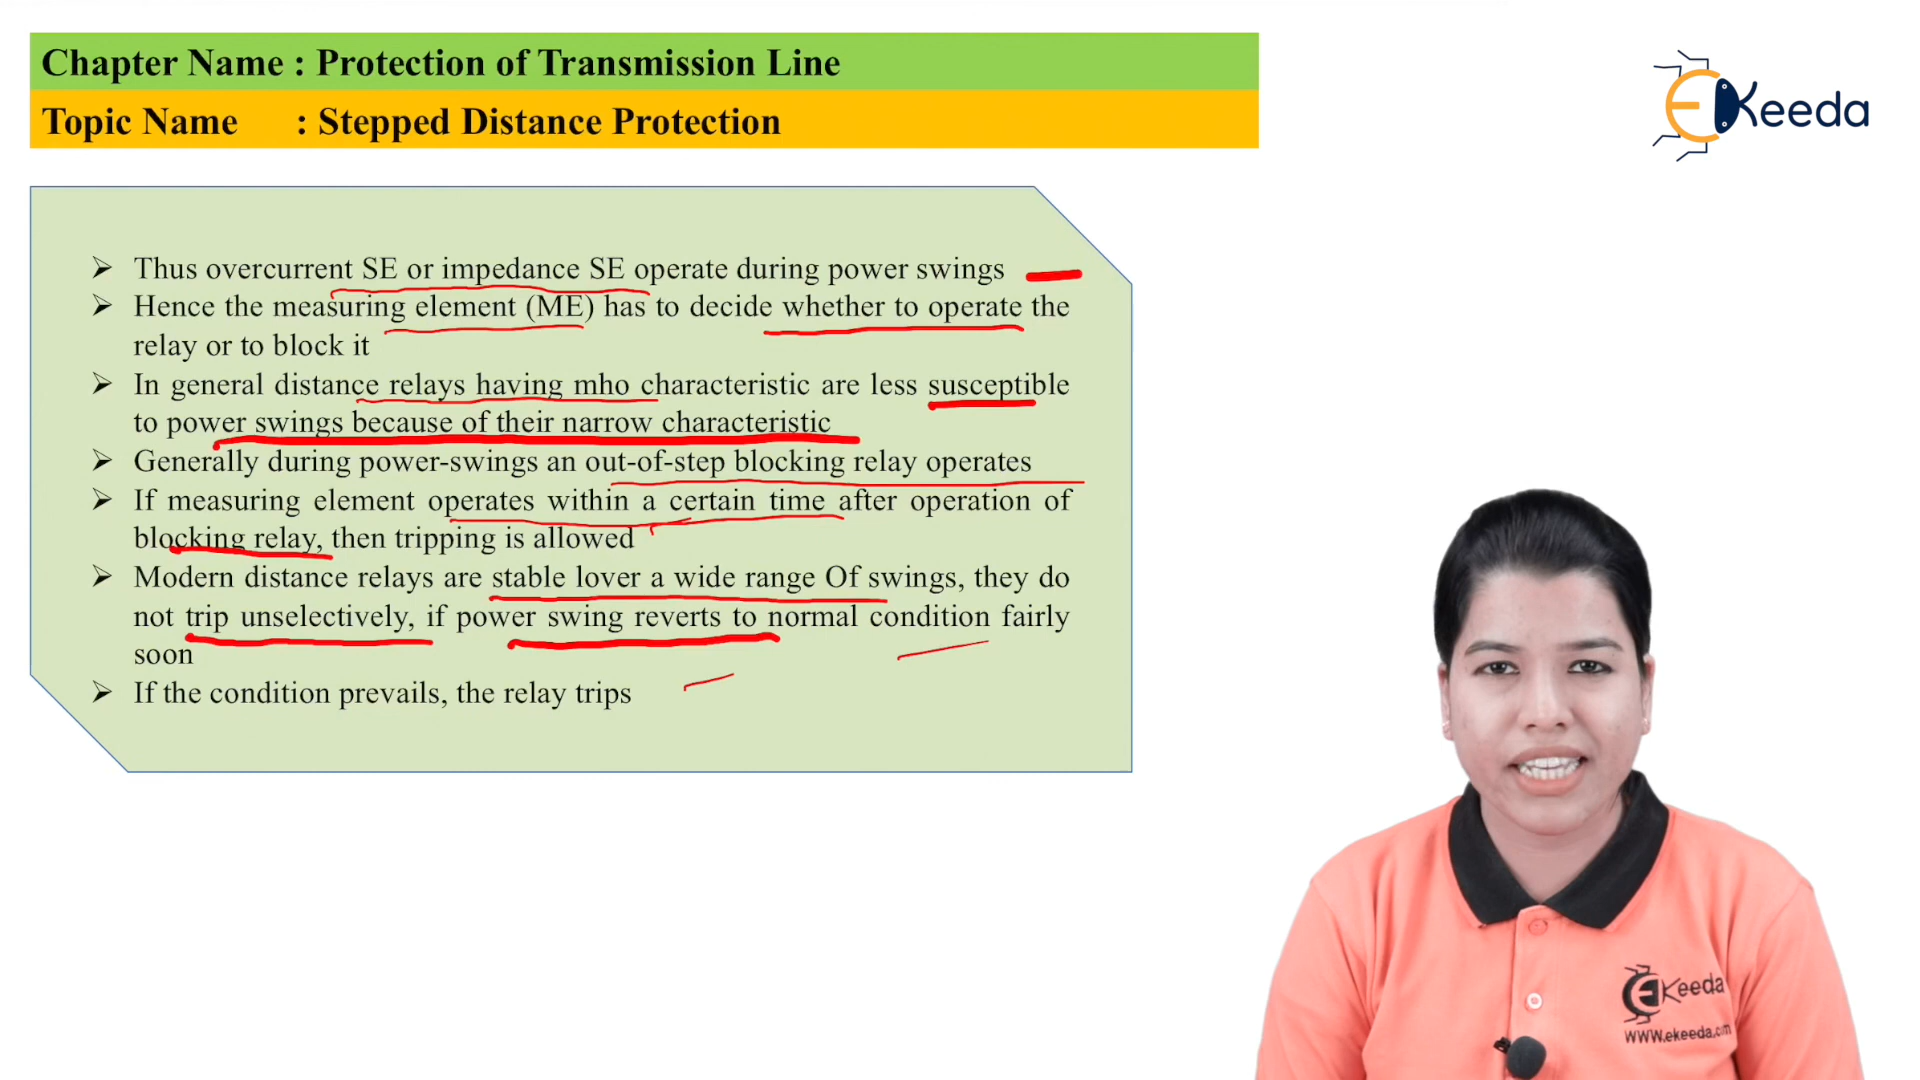 Chapter Name : Protection of Transmission Line
Topic Name : Stepped Distance Protection
EKeeda
➢ Thus overcurrent SE or impedance SE operate during power swings
➢ Hence the measuring element (ME) has to decide whether to operate the
relay or to block it
➢ In general distance relays having mho characteristic are less susceptible
to power swings because of their narrow characteristic
➢ Generally during power-swings an out-of-step blocking relay operates
➢ If measuring element operates within a certain time after operation of
blocking relay, then tripping is allowed
➢ Modern distance relays are stable lover a wide range Of swings, they do
not trip unselectively, if power swing reverts to normal condition fairly
soon
➢ If the condition prevails, the relay trips
EKeeda
WWW.ekeeda.com